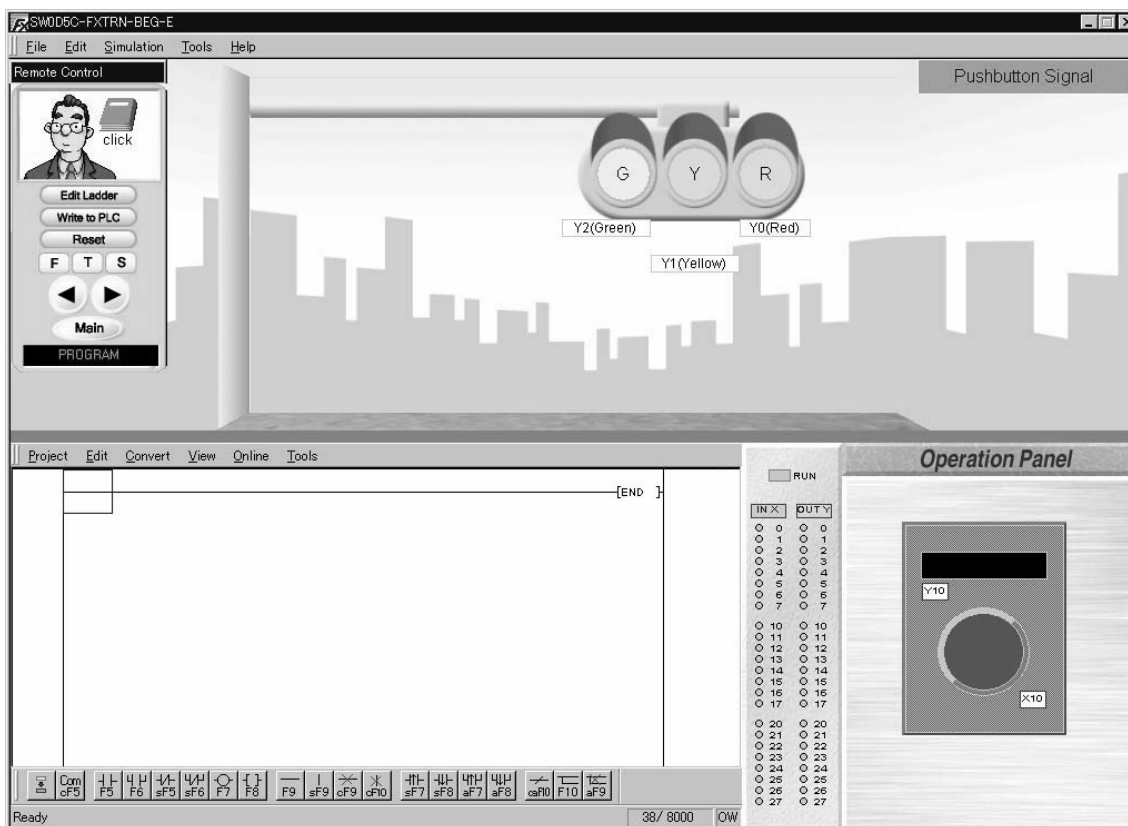 SW0D5C-FXTRN-BEG-E
File Edit Simulation Tools Help
Remote Control
click
Edit Ladder
Write to PLC
Reset
F T S
Main
PROGRAM
Pushbutton Signal
G Y R
Y2(Green) Y0(Red)
Y1(Yellow)
Project Edit Convert View Online Tools
END
RUN
IN X OUT Y
0 0
1 1
2 2
3 3
4 4
5 5
6 6
7 7
10 10
11 11
12 12
13 13
14 14
15 15
16 16
17 17
20 20
21 21
22 22
23 23
24 24
25 25
26 26
27 27
Operation Panel
Y10
X10
Com
cF5 F5 F6 sF5 sF6 F7 F8 F9 sF9 cF9 cF10 sF7 sF8 aF7 aF8 caF10 F10 aF9
Ready 38/ 8000 OW